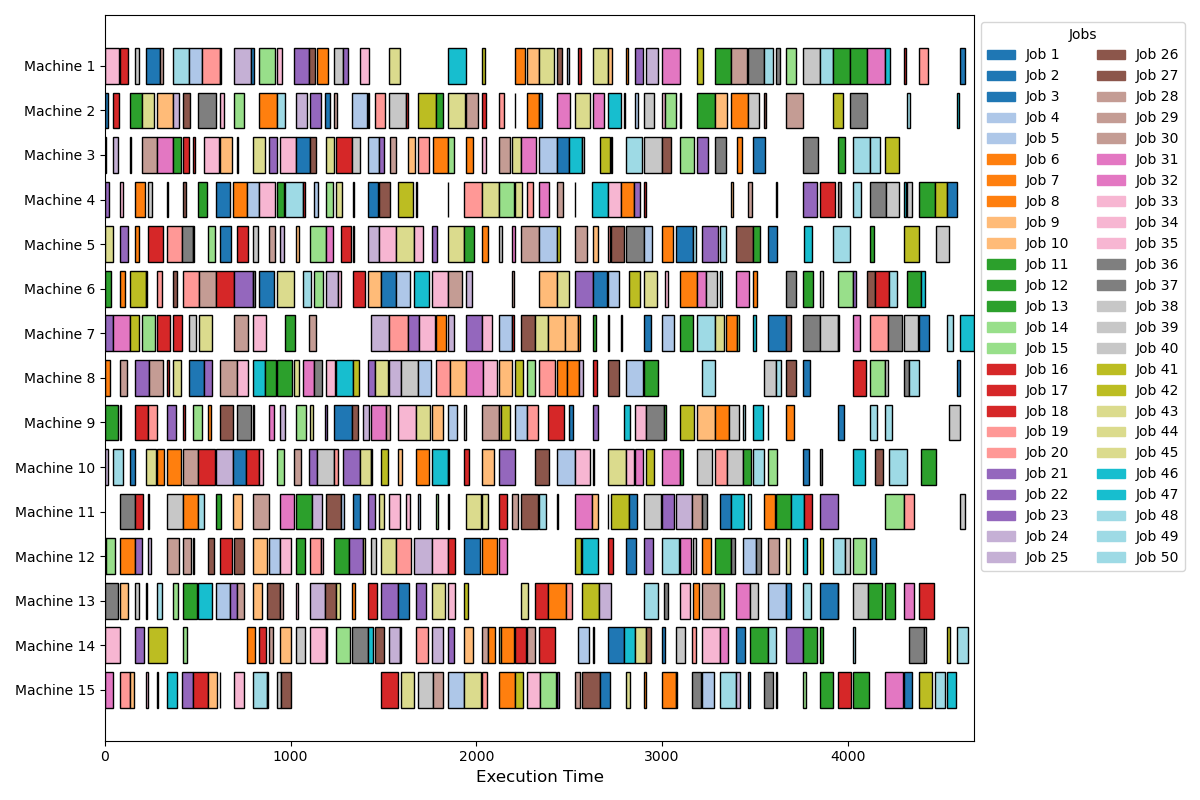 Machine 1
Machine 2
Machine 3
Machine 4
Machine 5
Machine 6
Machine 7
Machine 8
Machine 9
Machine 10
Machine 11
Machine 12
Machine 13
Machine 14
Machine 15
0 1000 2000 3000 4000
Execution Time
Jobs
Job 1
Job 2
Job 3
Job 4
Job 5
Job 6
Job 7
Job 8
Job 9
Job 10
Job 11
Job 12
Job 13
Job 14
Job 15
Job 16
Job 17
Job 18
Job 19
Job 20
Job 21
Job 22
Job 23
Job 24
Job 25
Job 26
Job 27
Job 28
Job 29
Job 30
Job 31
Job 32
Job 33
Job 34
Job 35
Job 36
Job 37
Job 38
Job 39
Job 40
Job 41
Job 42
Job 43
Job 44
Job 45
Job 46
Job 47
Job 48
Job 49
Job 50